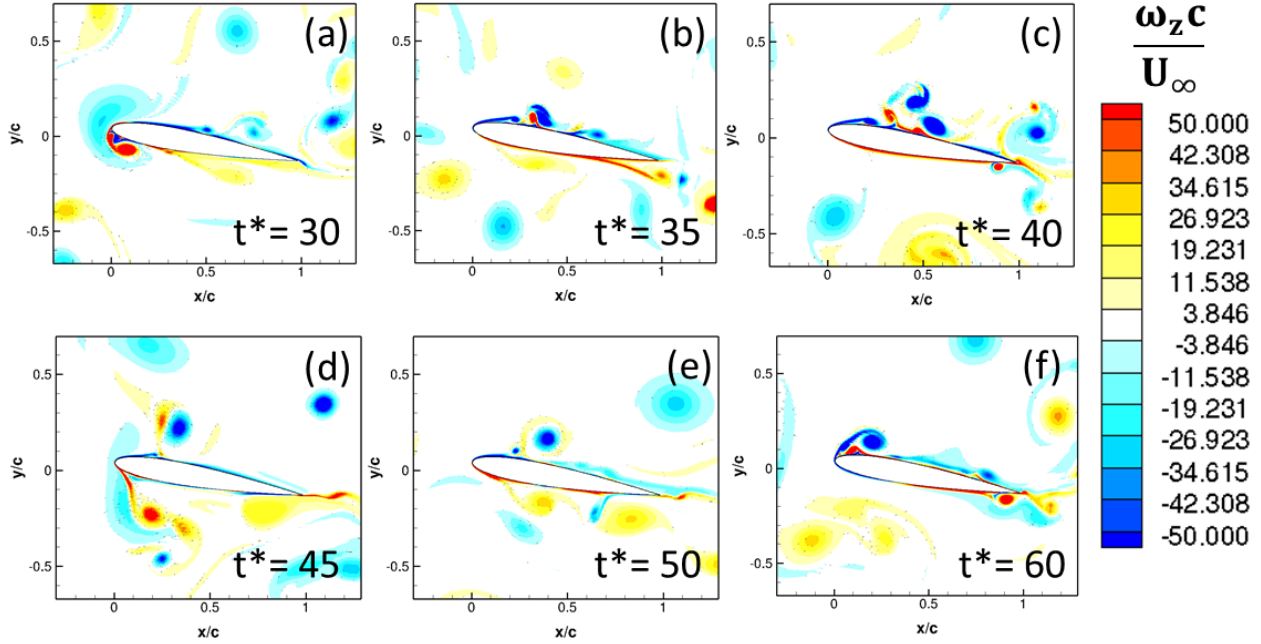 (a)
0.5
0
-0.5
y/c
t*= 30
0
0.5
1
x/c
(b)
0.5
0
-0.5
y/c
t*= 35
0
0.5
1
x/c
(c)
0.5
0
-0.5
y/c
t*= 40
0
0.5
1
x/c
(d)
0.5
0
-0.5
y/c
t*= 45
0
0.5
1
x/c
(e)
0.5
0
-0.5
y/c
t*= 50
0
0.5
1
x/c
(f)
0.5
0
-0.5
y/c
t*= 60
0
0.5
1
x/c
ω_z c
U_∞
50.000
42.308
34.615
26.923
19.231
11.538
3.846
-3.846
-11.538
-19.231
-26.923
-34.615
-42.308
-50.000